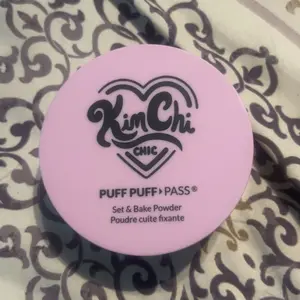 KimChi
CHIC
PUFF PUFF▸PASS®
Set & Bake Powder
Poudre cuite fixante